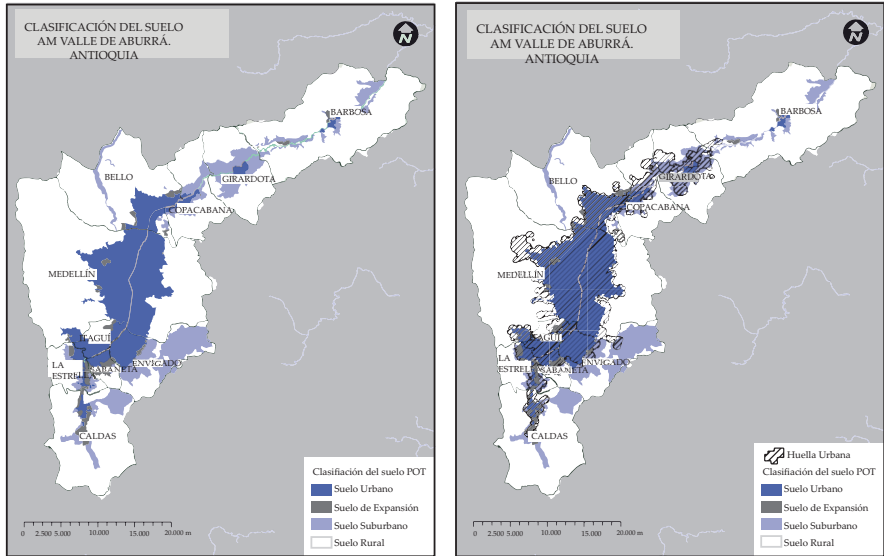 CLASIFICACIÓN DEL SUELO
AM VALLE DE ABURRÁ.
ANTIOQUIA
N
BARBOSA
BELLO
GIRARDOTA
COPACABANA
MEDELLÍN
ITAGUÍ
LA
ESTRELLA
SABANETA
ENVIGADO
CALDAS
Clasifiación del suelo POT
Suelo Urbano
Suelo de Expansión
Suelo Suburbano
Suelo Rural
0 2.500 5.000 10.000 15.000 20.000 m
CLASIFICACIÓN DEL SUELO
AM VALLE DE ABURRÁ.
ANTIOQUIA
N
BARBOSA
BELLO
GIRARDOTA
COPACABANA
MEDELLÍN
ITAGUÍ
LA
ESTRELLA
SABANETA
ENVIGADO
CALDAS
Huella Urbana
Clasifiación del suelo POT
Suelo Urbano
Suelo de Expansión
Suelo Suburbano
Suelo Rural
0 2.500 5.000 10.000 15.000 20.000 m